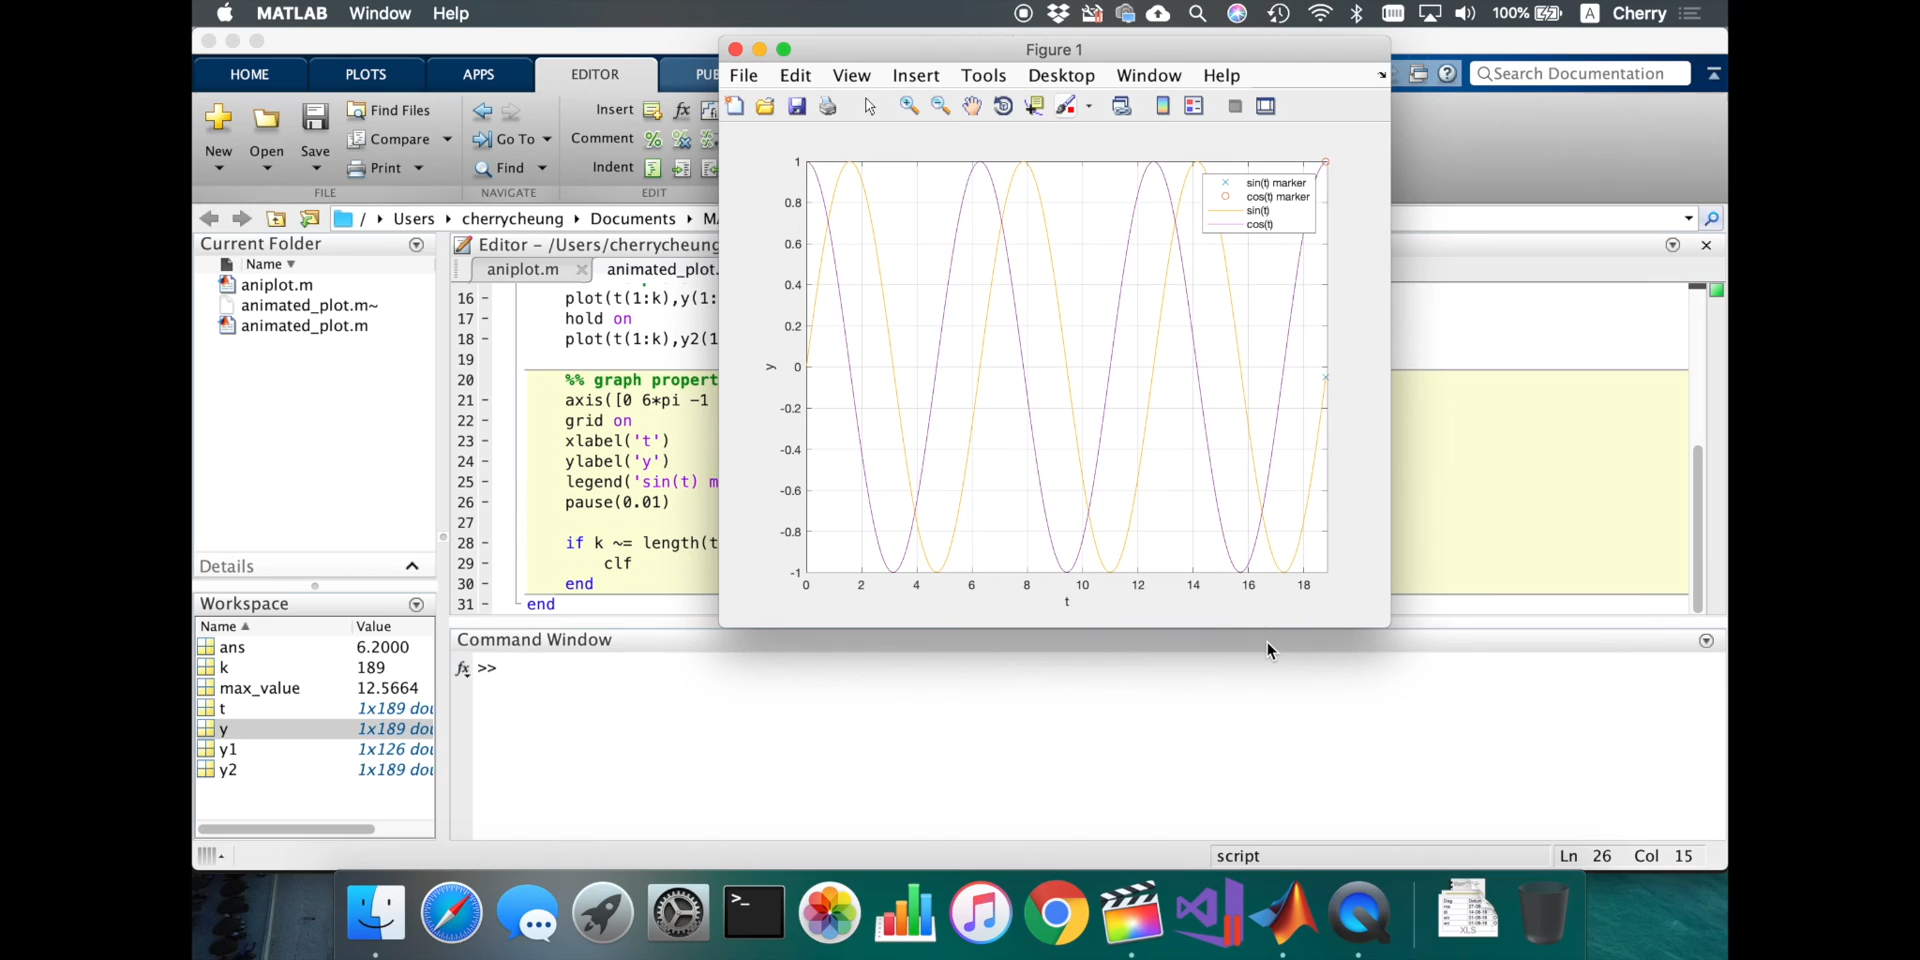 MATLAB Window Help
100% A Cherry
Figure 1
HOME PLOTS APPS EDITOR PUB
File Edit View Insert Tools Desktop Window Help
Search Documentation
New Open Save
Find Files
Compare
Print
FILE
Go To
Find
NAVIGATE
Insert fx
Comment
Indent
EDIT
/ Users cherrycheung Documents M
Current Folder
Name
aniplot.m
animated_plot.m~
animated_plot.m
Details
Workspace
Name Value
ans 6.2000
k 189
max_value 12.5664
t 1x189 dou
y 1x189 dou
y1 1x126 dou
y2 1x189 dou
Editor - /Users/cherrycheung
aniplot.m animated_plot.
16 - plot(t(1:k),y(1:
17 - hold on
18 - plot(t(1:k),y2(1
19
20 %% graph propert
21 - axis([0 6*pi -1
22 - grid on
23 - xlabel('t')
24 - ylabel('y')
25 - legend('sin(t) m
26 - pause(0.01)
27
28 - if k ~= length(t
29 - clf
30 - end
31 - end
sin(t) marker
cos(t) marker
sin(t)
cos(t)
1
0.8
0.6
0.4
0.2
0
-0.2
-0.4
-0.6
-0.8
-1
y
0 2 4 6 8 10 12 14 16 18
t
Command Window
fx >>
script Ln 26 Col 15
>_
XLS